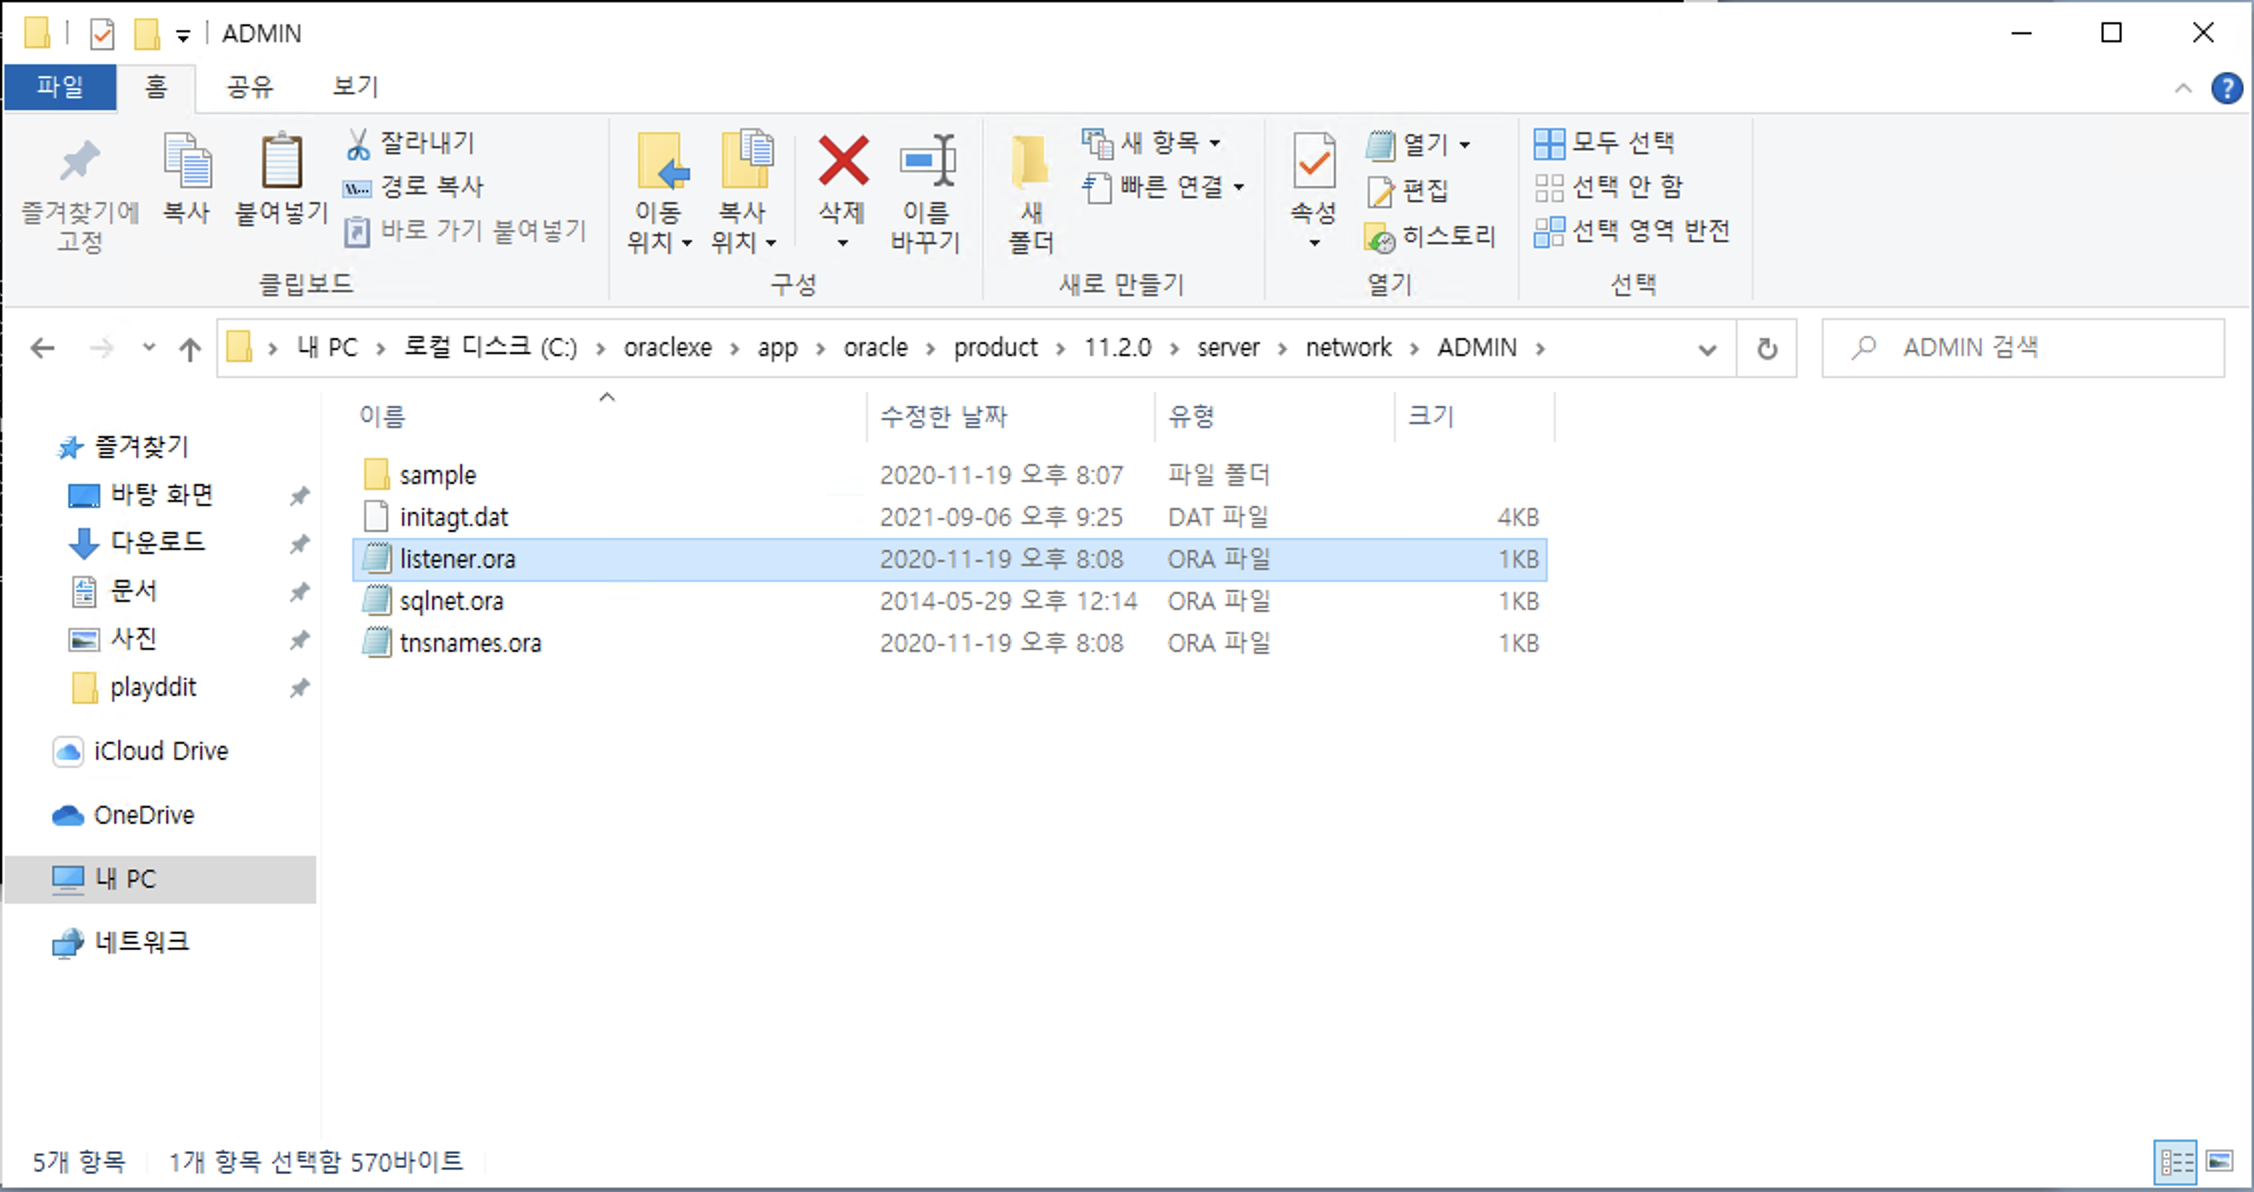 ADMIN
파일 홈 공유 보기
즐겨찾기에 고정
복사
붙여넣기
잘라내기
경로 복사
바로 가기 붙여넣기
클립보드
이동 위치
복사 위치
삭제
이름 바꾸기
구성
새 폴더
새 항목
빠른 연결
새로 만들기
속성
열기
편집
히스토리
열기
모두 선택
선택 안 함
선택 영역 반전
선택
내 PC > 로컬 디스크 (C:) > oraclexe > app > oracle > product > 11.2.0 > server > network > ADMIN >
ADMIN 검색
즐겨찾기
바탕 화면
다운로드
문서
사진
playddit
iCloud Drive
OneDrive
내 PC
네트워크
이름 수정한 날짜 유형 크기
sample 2020-11-19 오후 8:07 파일 폴더
initagt.dat 2021-09-06 오후 9:25 DAT 파일 4KB
listener.ora 2020-11-19 오후 8:08 ORA 파일 1KB
sqlnet.ora 2014-05-29 오후 12:14 ORA 파일 1KB
tnsnames.ora 2020-11-19 오후 8:08 ORA 파일 1KB
5개 항목 1개 항목 선택함 570바이트